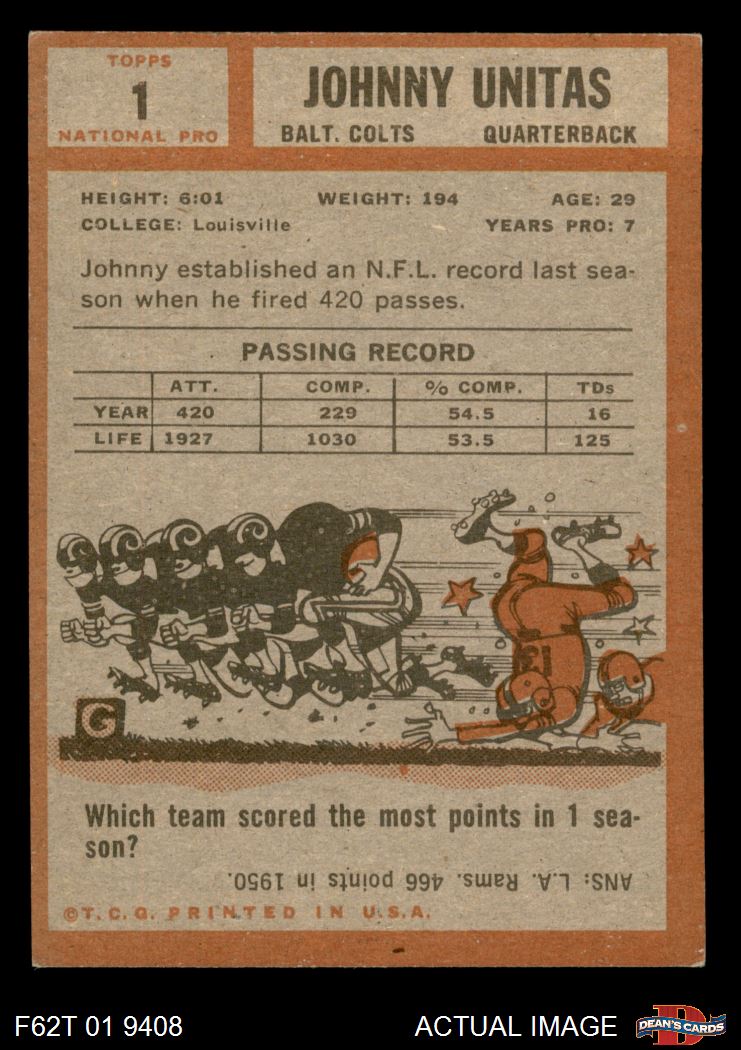 TOPPS
1
NATIONAL PRO
JOHNNY UNITAS
BALT. COLTS QUARTERBACK
HEIGHT: 6:01 WEIGHT: 194 AGE: 29
COLLEGE: Louisville YEARS PRO: 7
Johnny established an N.F.L. record last sea-
son when he fired 420 passes.
PASSING RECORD
ATT. COMP. % COMP. TDs
YEAR 420 229 54.5 16
LIFE 1927 1030 53.5 125
13
G
Which team scored the most points in 1 sea-
son?
ANS: L.A. Rams. 466 points in 1950.
©T.C.G. PRINTED IN U.S.A.
F62T 01 9408 ACTUAL IMAGE
D
DEAN'S CARDS